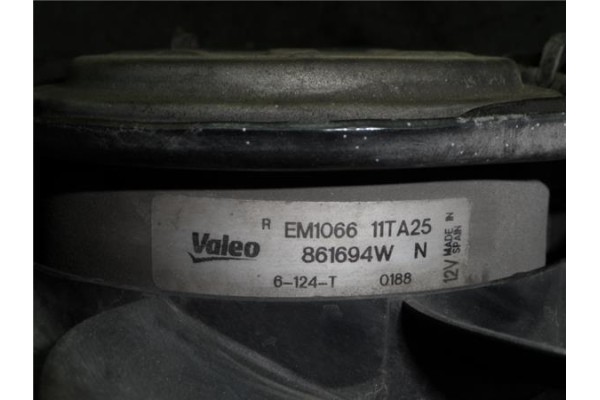 Valeo
R EM1066 11TA25
861694W N
6-124-T 0188
12V MADE IN SPAIN